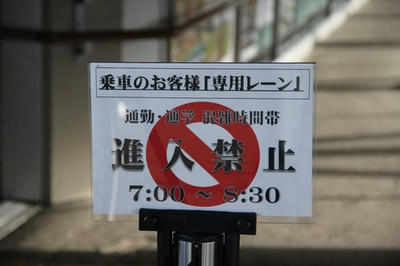 乗車のお客様『専用レーン』
通勤・通学 混雑時間帯
進入禁止
7:00～8:30